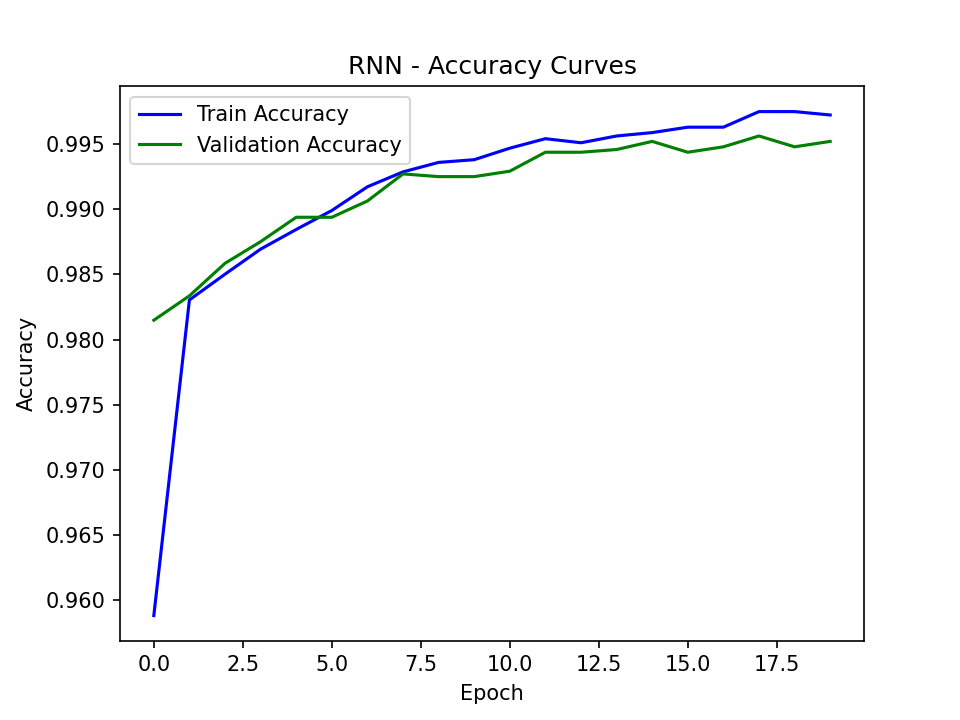 RNN - Accuracy Curves
Train Accuracy
Validation Accuracy
Accuracy
0.995
0.990
0.985
0.980
0.975
0.970
0.965
0.960
0.0 2.5 5.0 7.5 10.0 12.5 15.0 17.5
Epoch